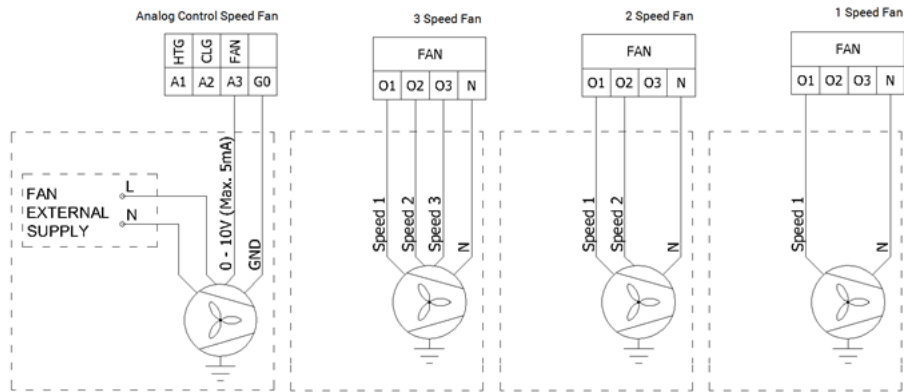 Analog Control Speed Fan
HTG CLG FAN
A1 A2 A3 G0
FAN
EXTERNAL
SUPPLY
L
N
0 - 10V (Max. 5mA)
GND
3 Speed Fan
FAN
O1 O2 O3 N
Speed 1
Speed 2
Speed 3
N
2 Speed Fan
FAN
O1 O2 O3 N
Speed 1
Speed 2
N
1 Speed Fan
FAN
O1 O2 O3 N
Speed 1
N